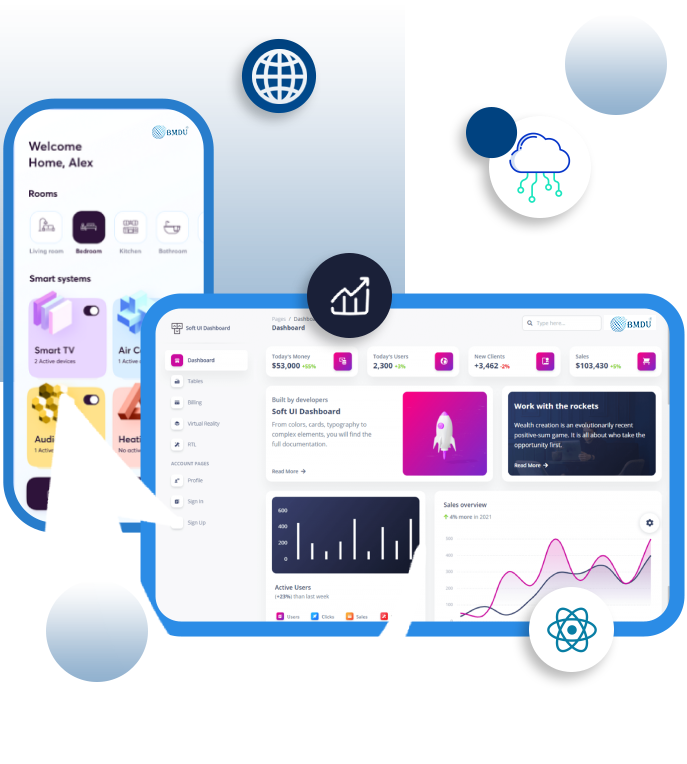 BMDU
Welcome
Home, Alex
Rooms
Living room
Bedroom
Kitchen
Bathroom
Smart systems
Smart TV
2 Active devices
Air C
1 Active
Audi
1 Active
Heati
No activ
Soft UI Dashboard
Dashboard
Tables
Billing
Virtual Reality
RTL
ACCOUNT PAGES
Profile
Sign In
Sign Up
Pages / Dashbo
Dashboard
Type here...
BMDU
Today's Money
$53,000 +55%
Today's Users
2,300 +3%
New Clients
+3,462 -2%
Sales
$103,430 +5%
Built by developers
Soft UI Dashboard
From colors, cards, typography to
complex elements, you will find the
full documentation.
Read More →
Work with the rockets
Wealth creation is an evolutionarily recent
positive-sum game. It is all about who take the
opportunity first.
Read More →
600
400
200
0
Active Users
(+23%) than last week
Users
Clicks
Sales
Sales overview
↑ 4% more in 2021
500
400
300
200
100